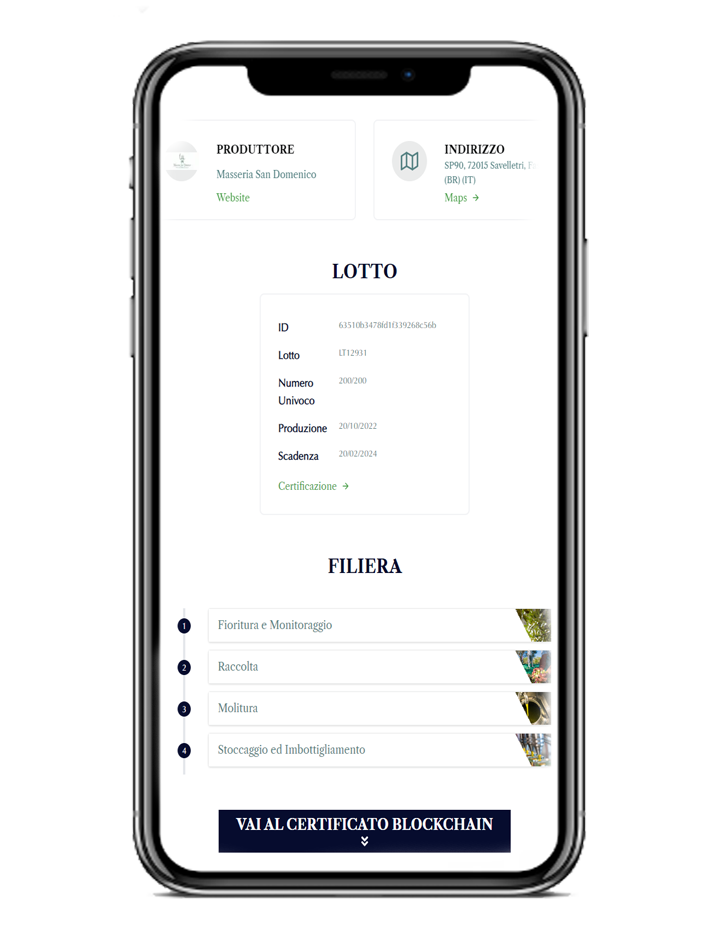 PRODUTTORE
Masseria San Domenico
Website
INDIRIZZO
SP90, 72015 Savelletri,
(BR) (IT)
Maps →
LOTTO
ID 63510b3478fd1f339268c56b
Lotto LT12931
Numero Univoco 200/200
Produzione 20/10/2022
Scadenza 20/02/2024
Certificazione →
FILIERA
1 Fioritura e Monitoraggio
2 Raccolta
3 Molitura
4 Stoccaggio ed Imbottigliamento
VAI AL CERTIFICATO BLOCKCHAIN